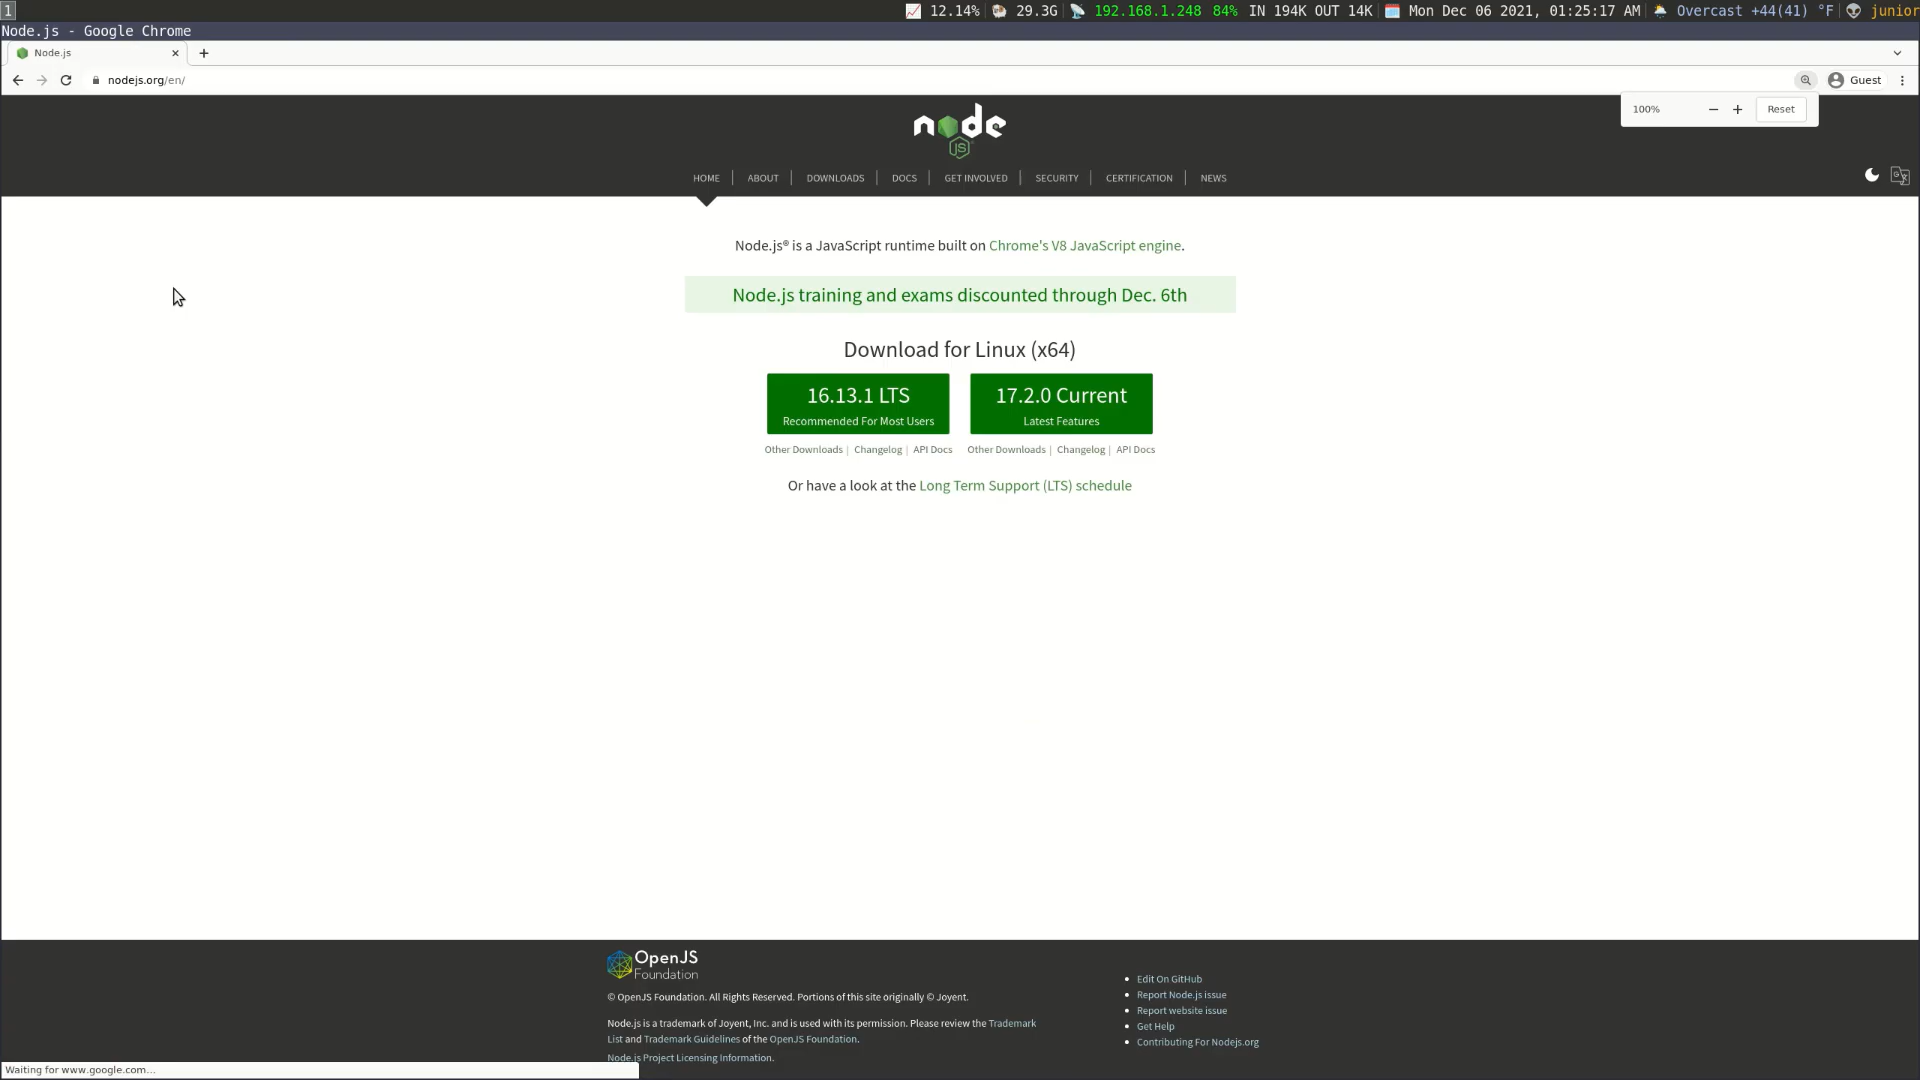 1
12.14% 29.3G 192.168.1.248 84% IN 194K OUT 14K Mon Dec 06 2021, 01:25:17 AM Overcast +44(41) °F junior
Node.js - Google Chrome
Node.js
nodejs.org/en/
Guest
100% − + Reset
node
JS
HOME | ABOUT | DOWNLOADS | DOCS | GET INVOLVED | SECURITY | CERTIFICATION | NEWS
Node.js® is a JavaScript runtime built on Chrome's V8 JavaScript engine.
Node.js training and exams discounted through Dec. 6th
Download for Linux (x64)
16.13.1 LTS
Recommended For Most Users
17.2.0 Current
Latest Features
Other Downloads | Changelog | API Docs
Other Downloads | Changelog | API Docs
Or have a look at the Long Term Support (LTS) schedule
OpenJS
Foundation
© OpenJS Foundation. All Rights Reserved. Portions of this site originally © Joyent.
Node.js is a trademark of Joyent, Inc. and is used with its permission. Please review the Trademark
List and Trademark Guidelines of the OpenJS Foundation.
Node.js Project Licensing Information.
Edit On GitHub
Report Node.js issue
Report website issue
Get Help
Contributing For Nodejs.org
Waiting for www.google.com...